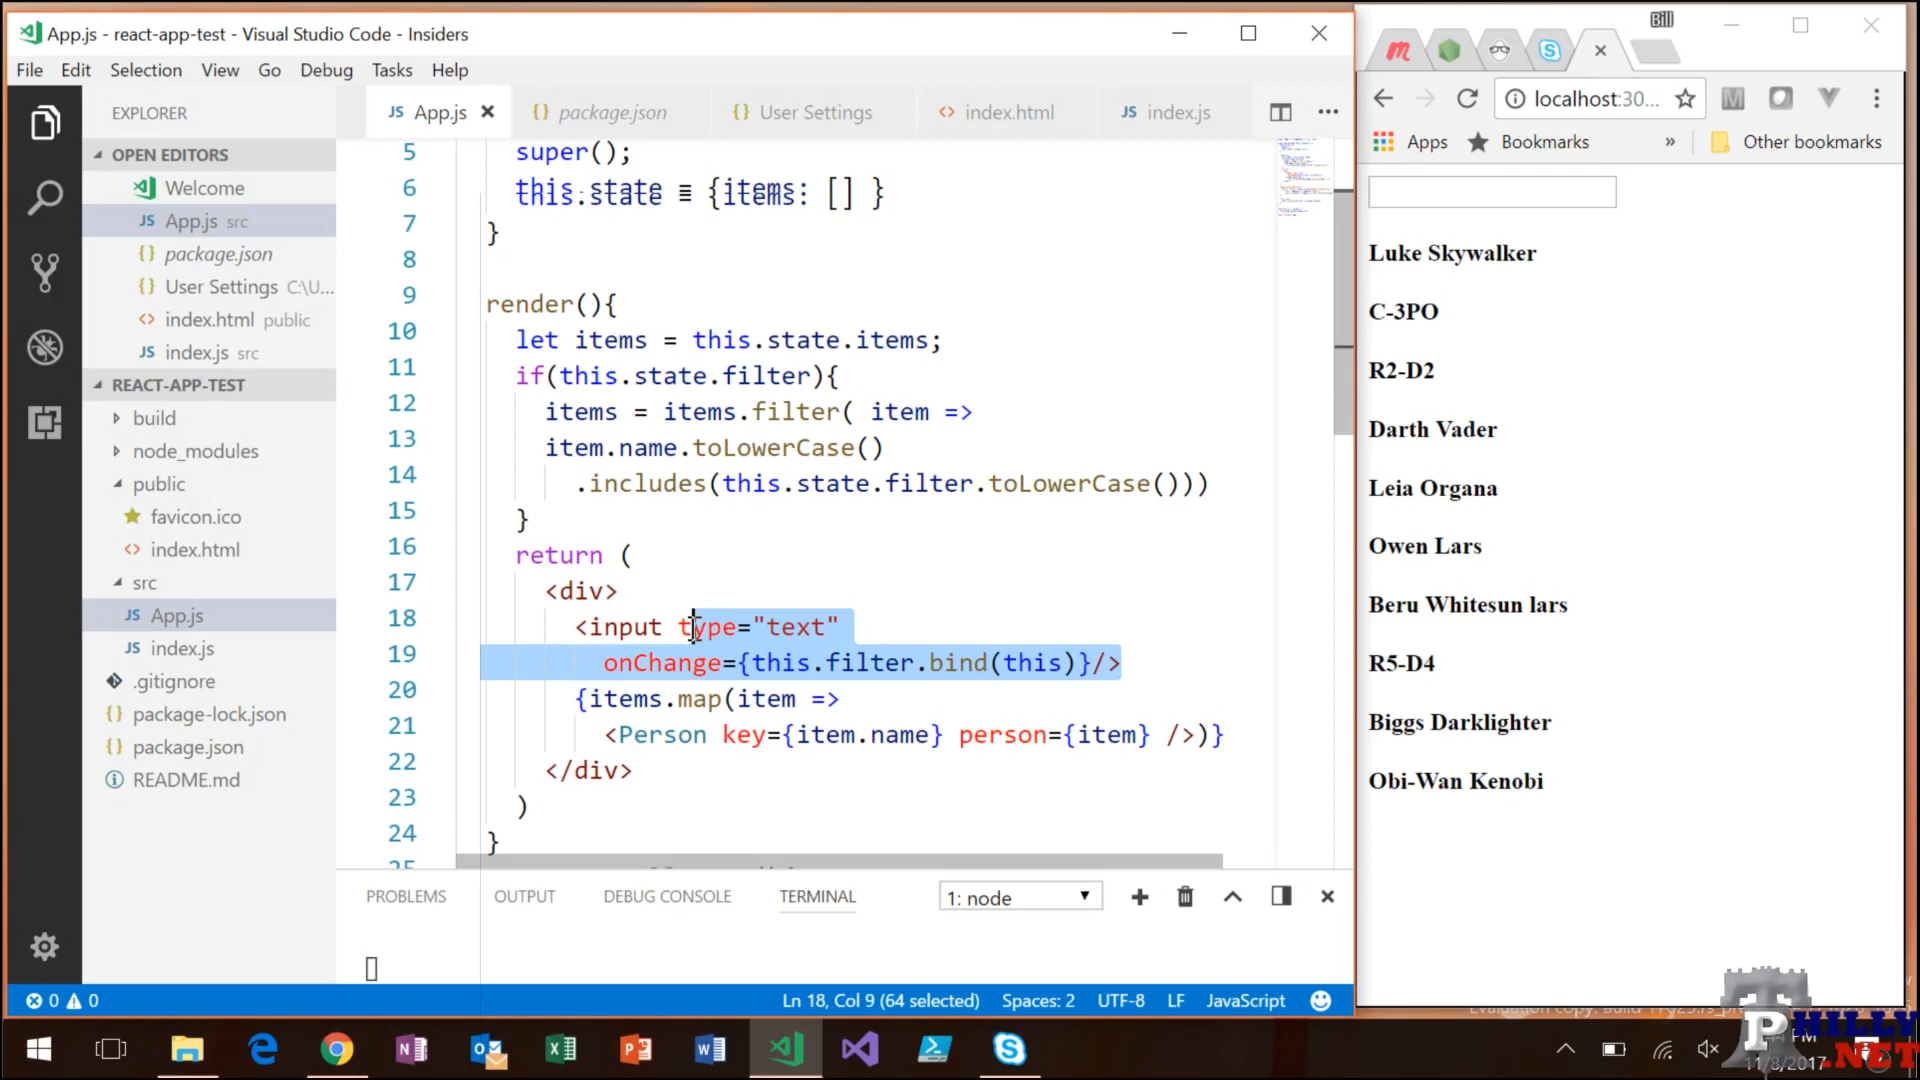 App.js - react-app-test - Visual Studio Code - Insiders
File Edit Selection View Go Debug Tasks Help
EXPLORER
OPEN EDITORS
Welcome
JS App.js src
{} package.json
{} User Settings C:\U...
<> index.html public
JS index.js src
REACT-APP-TEST
build
node_modules
public
favicon.ico
<> index.html
src
JS App.js
JS index.js
.gitignore
{} package-lock.json
{} package.json
README.md
JS App.js {} package.json {} User Settings <> index.html JS index.js
5 super();
6 this.state = {items: [] }
7 }
8
9 render(){
10 let items = this.state.items;
11 if(this.state.filter){
12 items = items.filter( item =>
13 item.name.toLowerCase()
14 .includes(this.state.filter.toLowerCase()))
15 }
16 return (
17 <div>
18 <input type="text"
19 onChange={this.filter.bind(this)}/>
20 {items.map(item =>
21 <Person key={item.name} person={item} />)}
22 </div>
23 )
24 }
25
PROBLEMS OUTPUT DEBUG CONSOLE TERMINAL 1: node
0 0 Ln 18, Col 9 (64 selected) Spaces: 2 UTF-8 LF JavaScript
Bill
localhost:30...
Apps Bookmarks » Other bookmarks
Luke Skywalker
C-3PO
R2-D2
Darth Vader
Leia Organa
Owen Lars
Beru Whitesun lars
R5-D4
Biggs Darklighter
Obi-Wan Kenobi
PHILLY
.NET
PM
11/8/2017